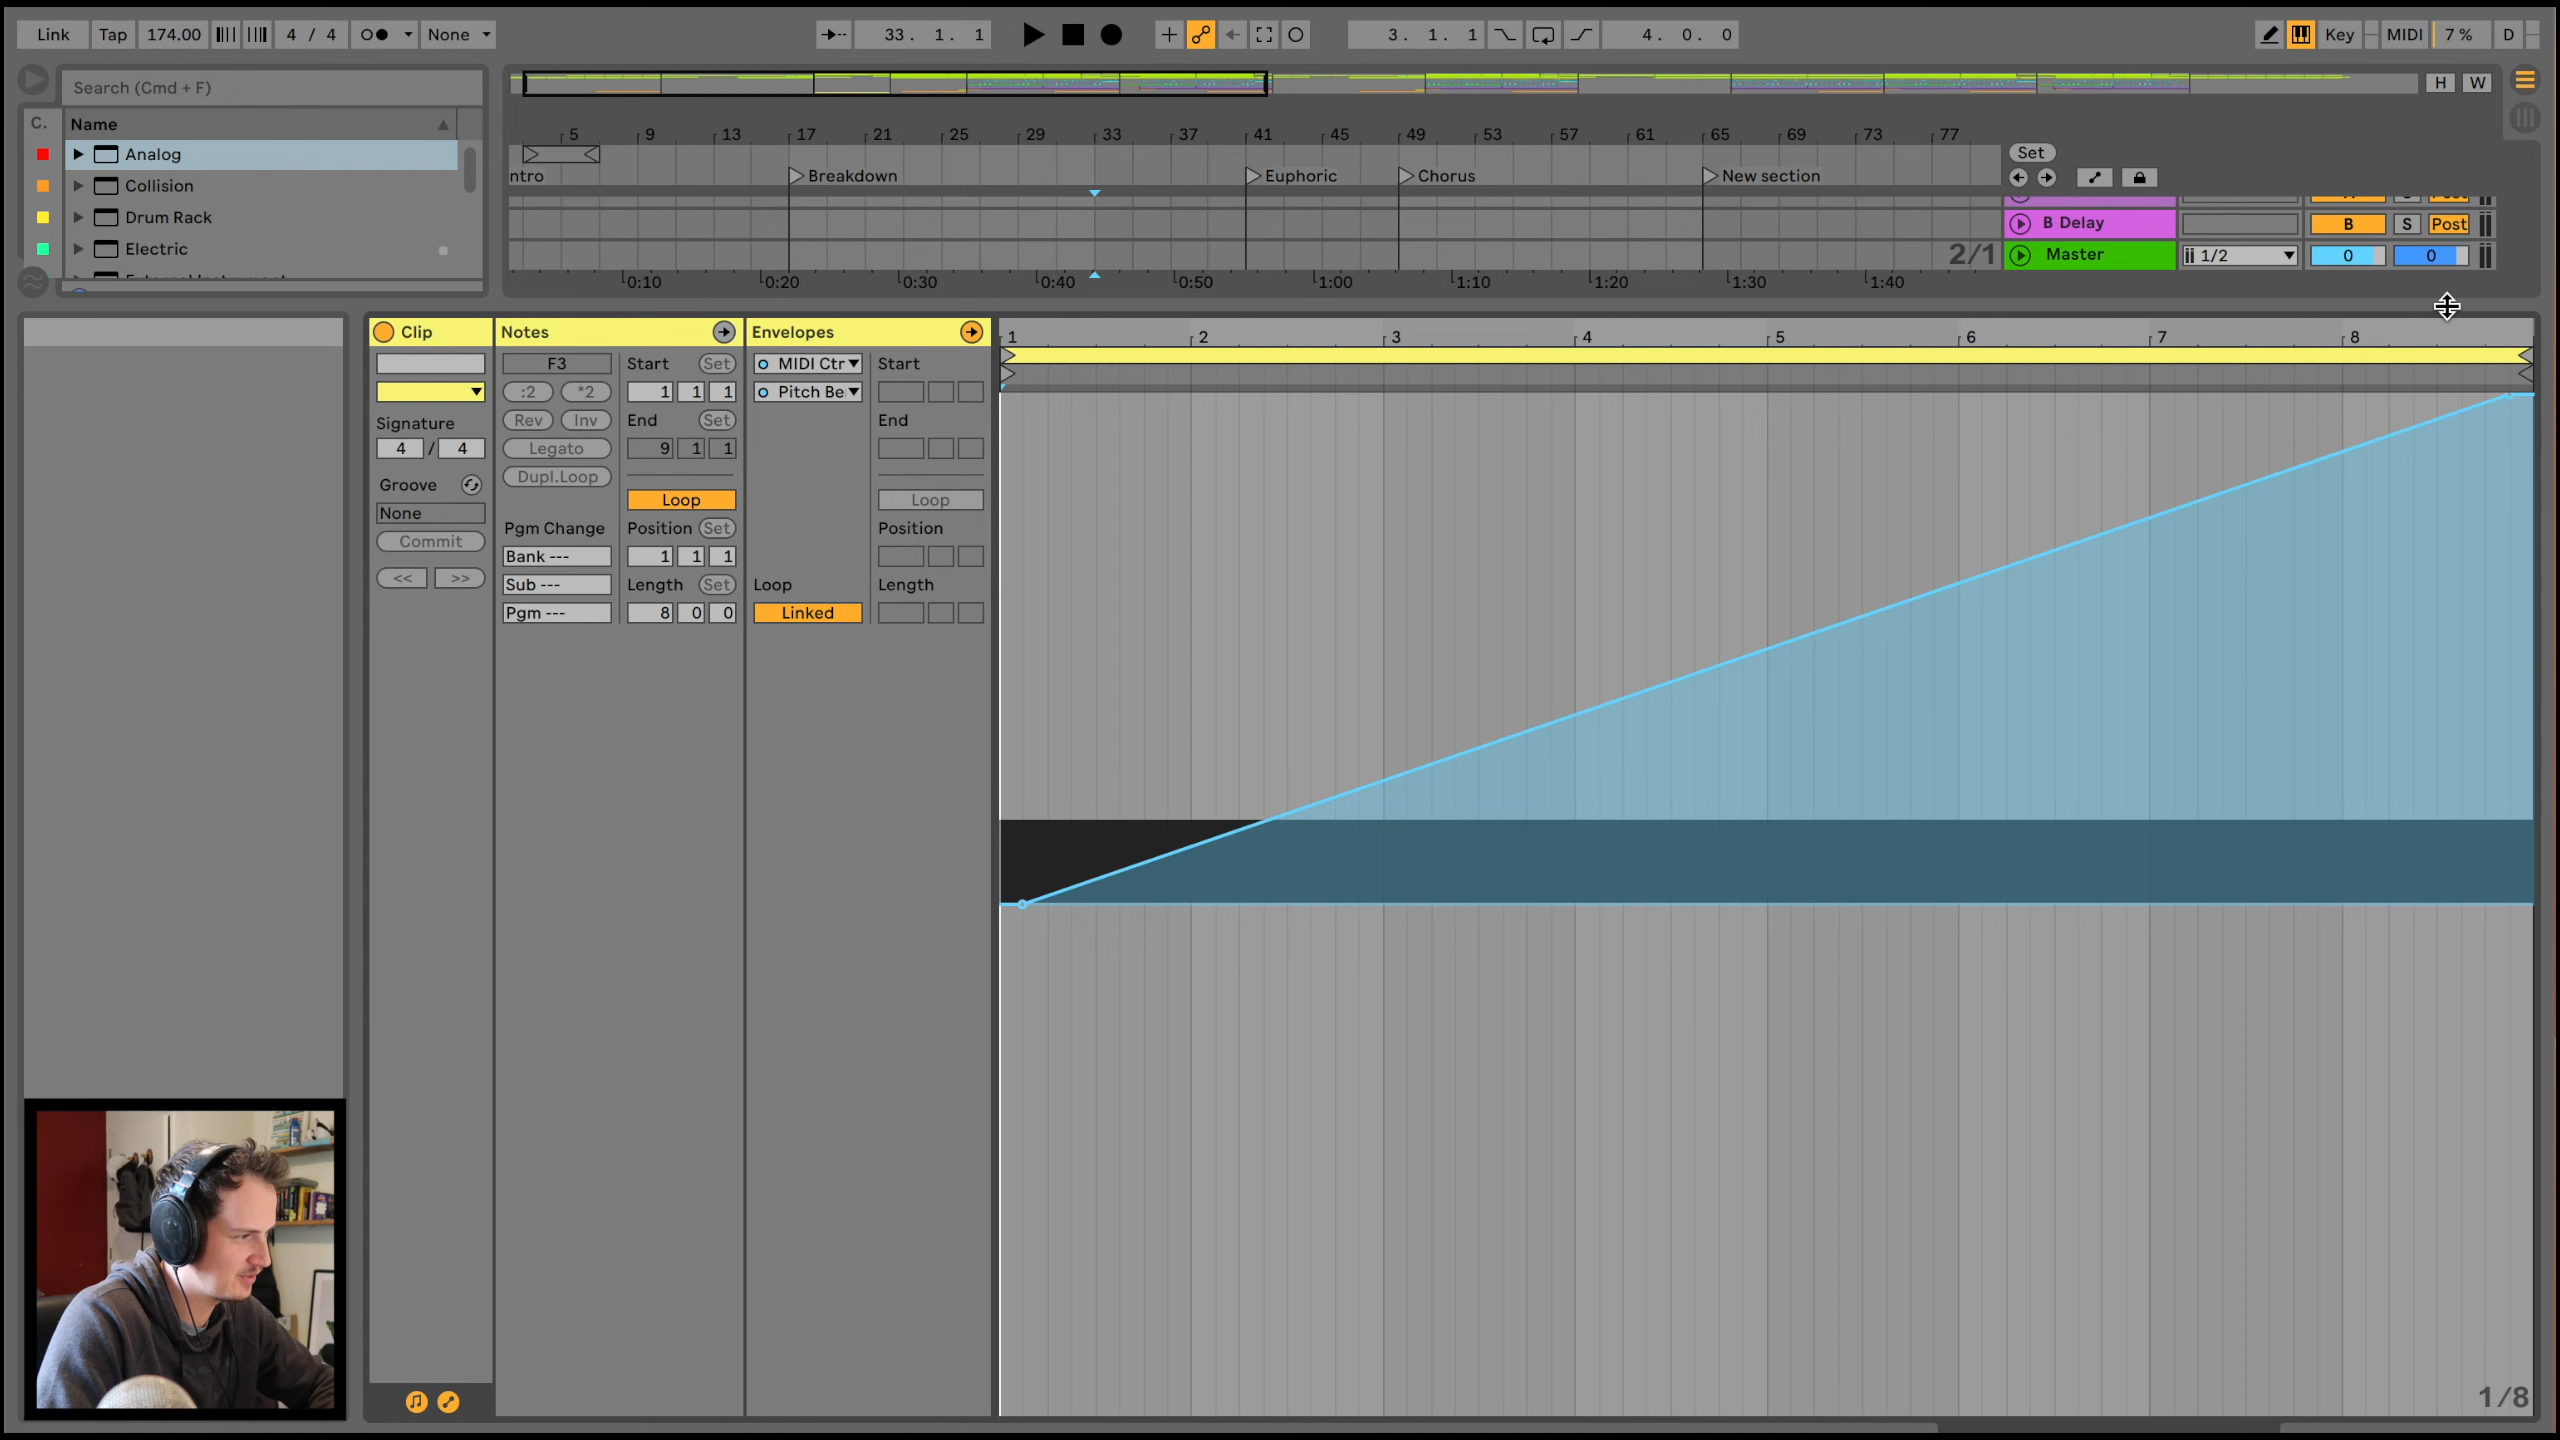 Link Tap 174.00 4 / 4 None 33. 1. 1 3. 1. 1 4. 0. 0 Key MIDI 7 % D
Search (Cmd + F) H W
C. Name
5 9 13 17 21 25 29 33 37 41 45 49 53 57 61 65 69 73 77
Analog Set
ntro Breakdown Euphoric Chorus New section
Collision
Drum Rack B Delay B S Post
Electric 2/1 Master 1/2 0 0
0:10 0:20 0:30 0:40 0:50 1:00 1:10 1:20 1:30 1:40
Clip Notes Envelopes 1 2 3 4 5 6 7 8
F3 Start Set MIDI Ctr Start
:2 *2 1 1 1 Pitch Be
Signature Rev Inv End Set End
4 / 4 Legato 9 1 1
Groove Dupl.Loop
None Loop Loop
Commit Pgm Change Position Set Position
Bank --- 1 1 1
<< >> Sub --- Length Set Loop Length
Pgm --- 8 0 0 Linked
1/8